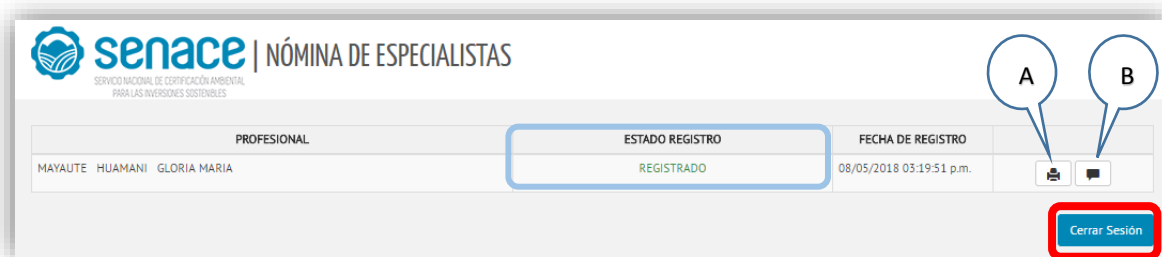 senace | NÓMINA DE ESPECIALISTAS
SERVICIO NACIONAL DE CERTIFICACIÓN AMBIENTAL
PARA LAS INVERSIONES SOSTENIBLES
A B
PROFESIONAL ESTADO REGISTRO FECHA DE REGISTRO
MAYAUTE HUAMANI GLORIA MARIA REGISTRADO 08/05/2018 03:19:51 p.m.
Cerrar Sesión